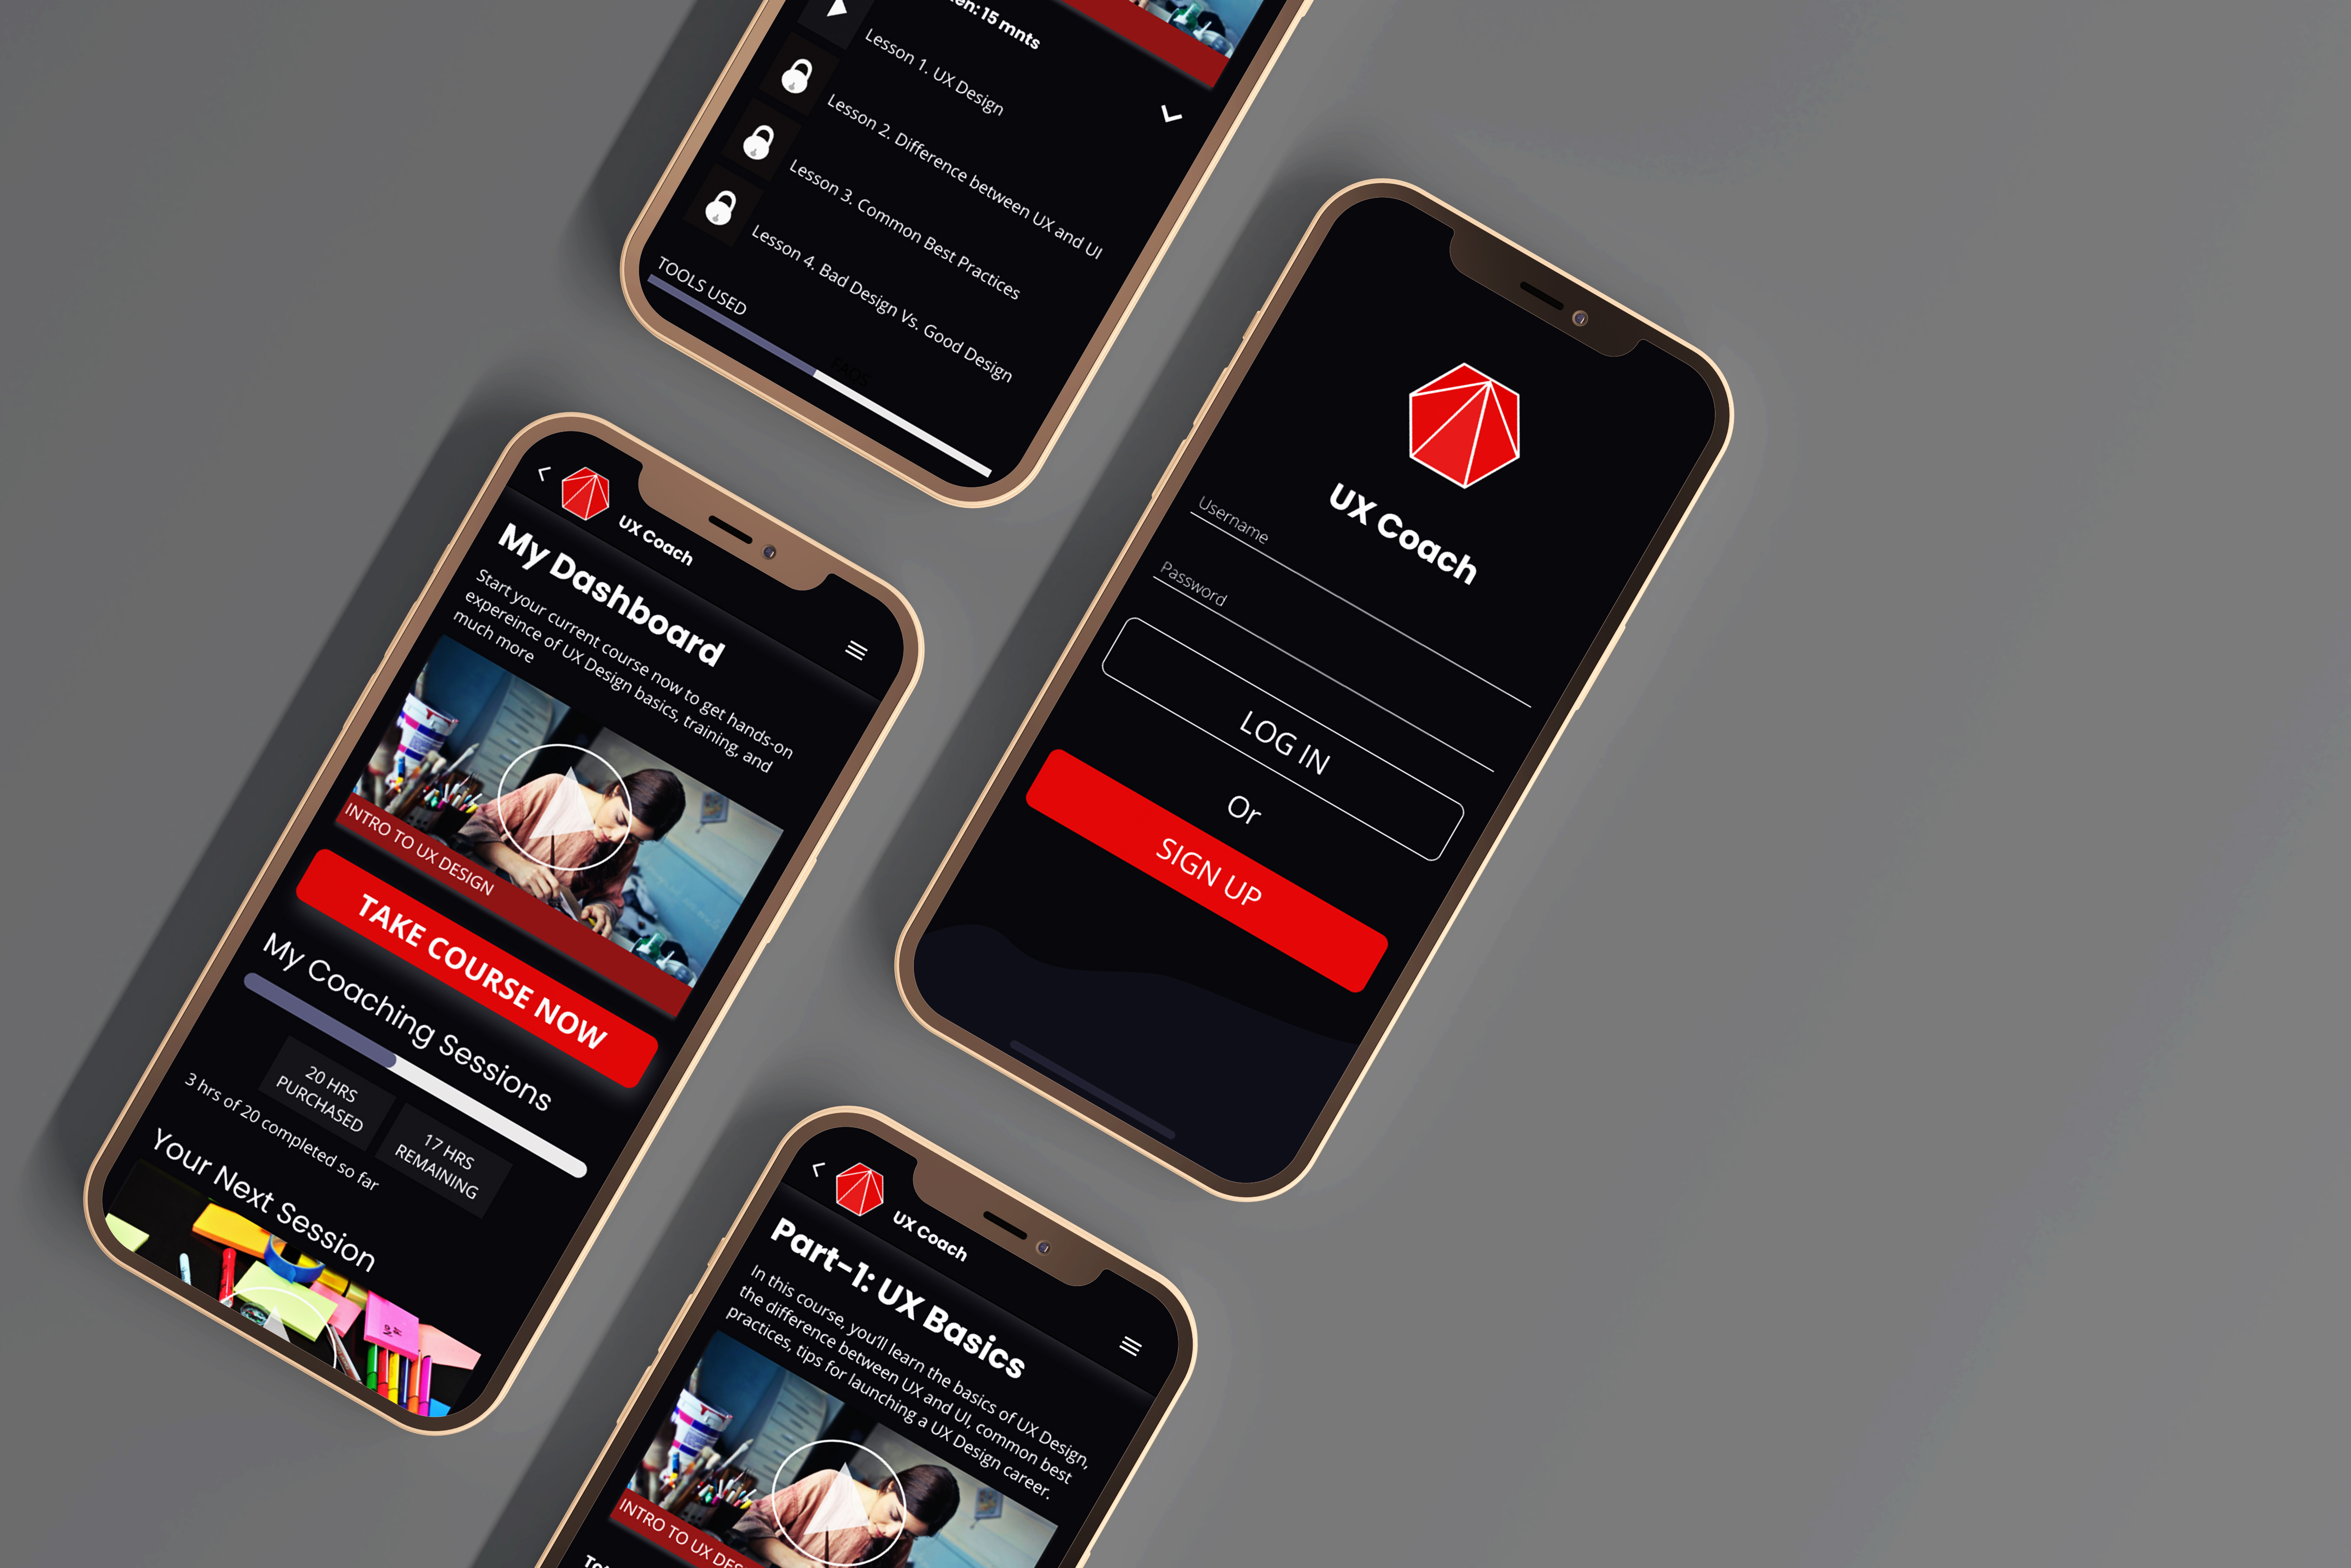 15 mnts
Lesson 1. UX Design
Lesson 2. Difference between UX and UI
Lesson 3. Common Best Practices
Lesson 4. Bad Design Vs. Good Design
TOOLS USED
FAQS
UX Coach
Username
Password
LOG IN
Or
SIGN UP
UX Coach
My Dashboard
Start your current course now to get hands-on
expereince of UX Design basics, training, and
much more
INTRO TO UX DESIGN
TAKE COURSE NOW
My Coaching Sessions
20 HRS
PURCHASED
17 HRS
REMAINING
3 hrs of 20 completed so far
Your Next Session
UX Coach
Part-1: UX Basics
In this course, you'll learn the basics of UX Design,
the difference between UX and UI, common best
practices, tips for launching a UX Design career.
INTRO TO UX DES